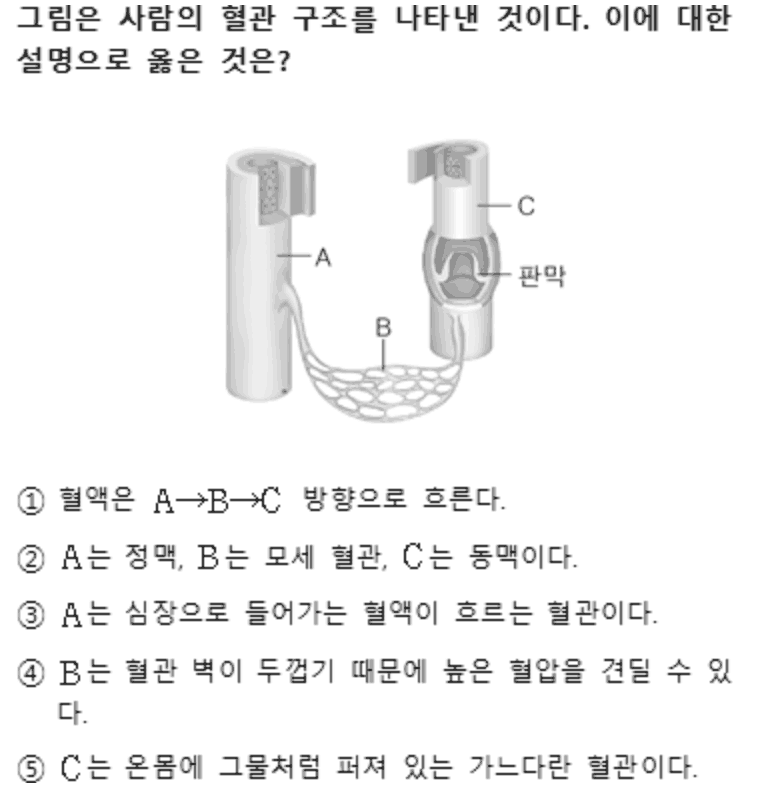 그림은 사람의 혈관 구조를 나타낸 것이다. 이에 대한
설명으로 옳은 것은?
C
A
판막
B
① 혈액은 A→B→C 방향으로 흐른다.
② A는 정맥, B는 모세 혈관, C는 동맥이다.
③ A는 심장으로 들어가는 혈액이 흐르는 혈관이다.
④ B는 혈관 벽이 두껍기 때문에 높은 혈압을 견딜 수 있
다.
⑤ C는 온몸에 그물처럼 퍼져 있는 가느다란 혈관이다.